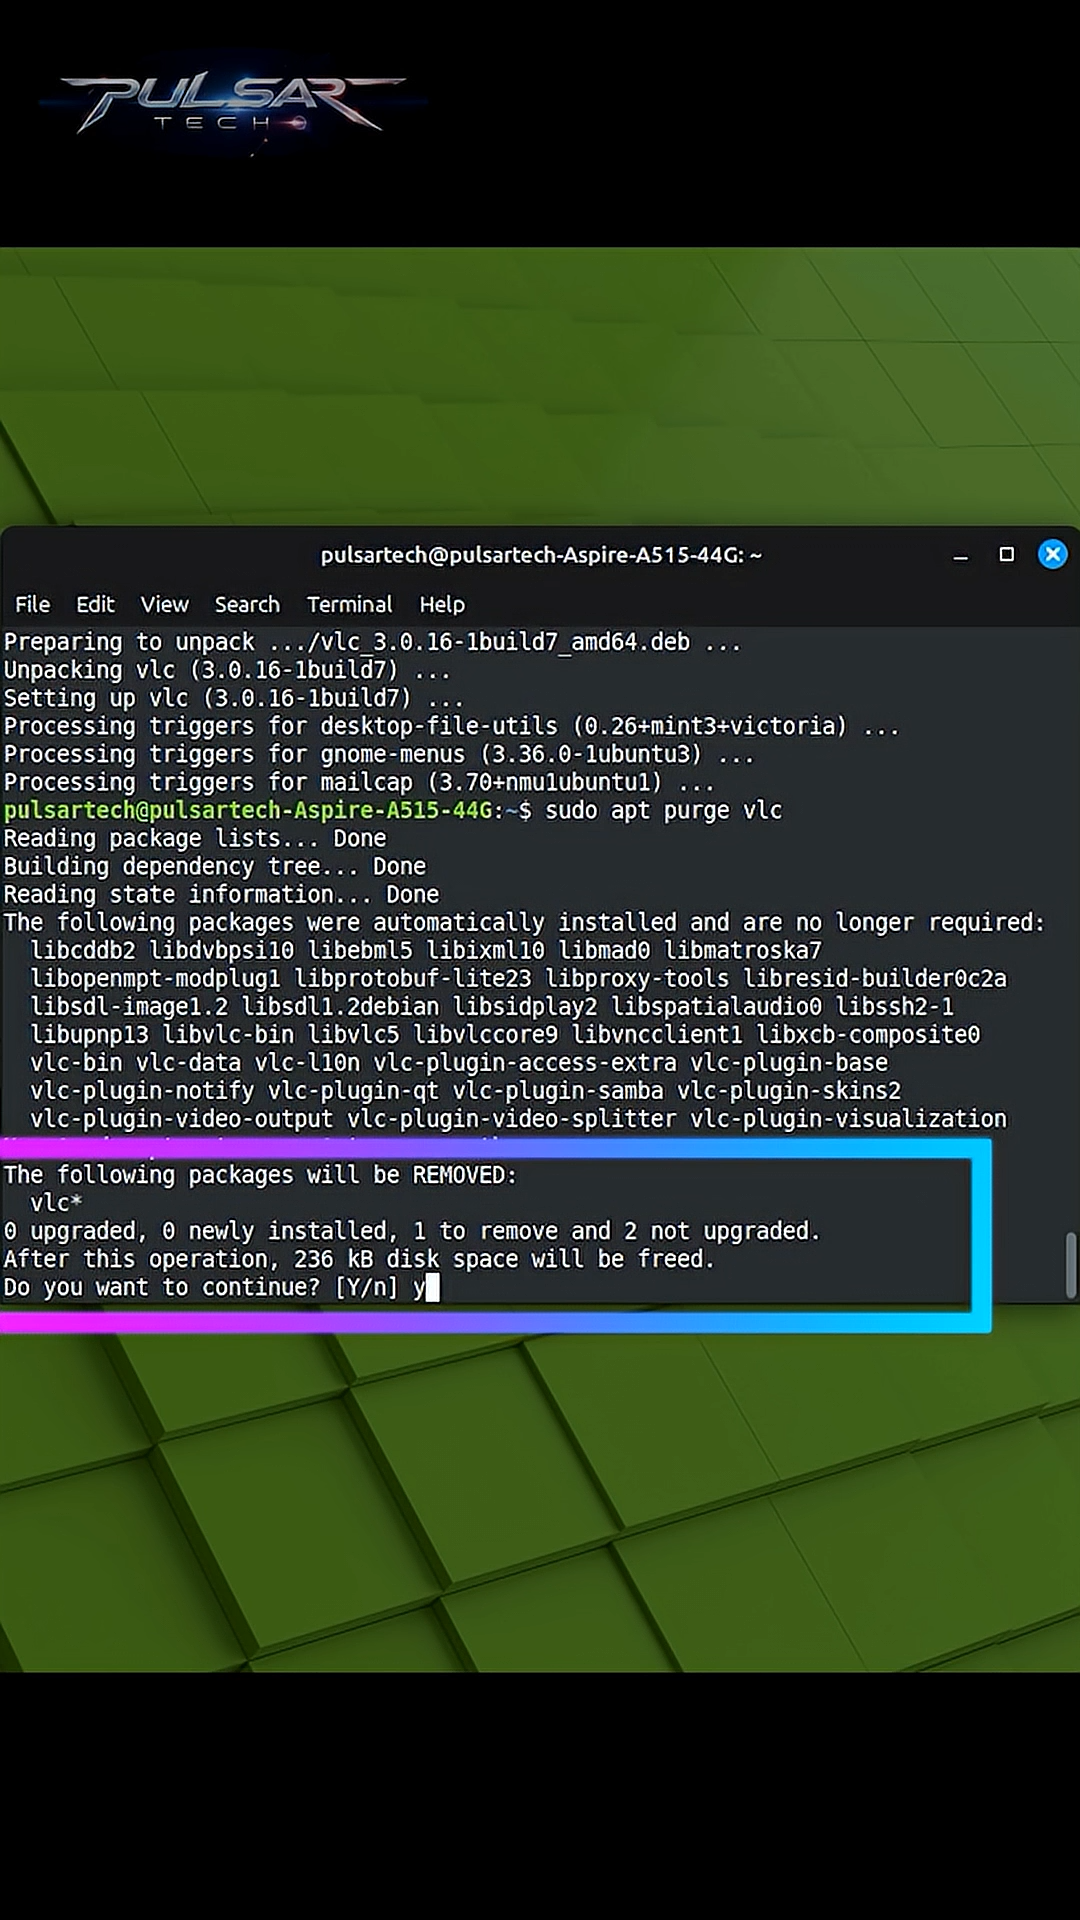 PULSAR
TECH
pulsartech@pulsartech-Aspire-A515-44G: ~
File Edit View Search Terminal Help
Preparing to unpack .../vlc_3.0.16-1build7_amd64.deb ...
Unpacking vlc (3.0.16-1build7) ...
Setting up vlc (3.0.16-1build7) ...
Processing triggers for desktop-file-utils (0.26+mint3+victoria) ...
Processing triggers for gnome-menus (3.36.0-1ubuntu3) ...
Processing triggers for mailcap (3.70+nmu1ubuntu1) ...
pulsartech@pulsartech-Aspire-A515-44G:~$ sudo apt purge vlc
Reading package lists... Done
Building dependency tree... Done
Reading state information... Done
The following packages were automatically installed and are no longer required:
libcddb2 libdvbpsi10 libebml5 libixml10 libmad0 libmatroska7
libopenmpt-modplug1 libprotobuf-lite23 libproxy-tools libresid-builder0c2a
libsdl-image1.2 libsdl1.2debian libsidplay2 libspatialaudio0 libssh2-1
libupnp13 libvlc-bin libvlc5 libvlccore9 libvncclient1 libxcb-composite0
vlc-bin vlc-data vlc-l10n vlc-plugin-access-extra vlc-plugin-base
vlc-plugin-notify vlc-plugin-qt vlc-plugin-samba vlc-plugin-skins2
vlc-plugin-video-output vlc-plugin-video-splitter vlc-plugin-visualization
The following packages will be REMOVED:
vlc*
0 upgraded, 0 newly installed, 1 to remove and 2 not upgraded.
After this operation, 236 kB disk space will be freed.
Do you want to continue? [Y/n] y